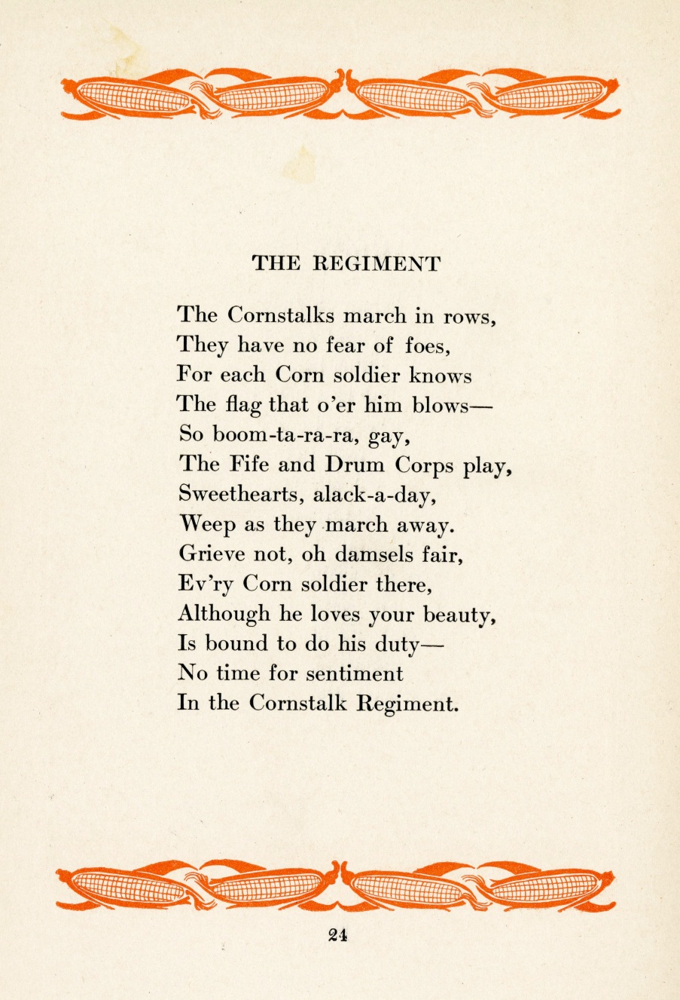 THE REGIMENT
The Cornstalks march in rows,
They have no fear of foes,
For each Corn soldier knows
The flag that o'er him blows—
So boom-ta-ra-ra, gay,
The Fife and Drum Corps play,
Sweethearts, alack-a-day,
Weep as they march away.
Grieve not, oh damsels fair,
Ev'ry Corn soldier there,
Although he loves your beauty,
Is bound to do his duty—
No time for sentiment
In the Cornstalk Regiment.
24